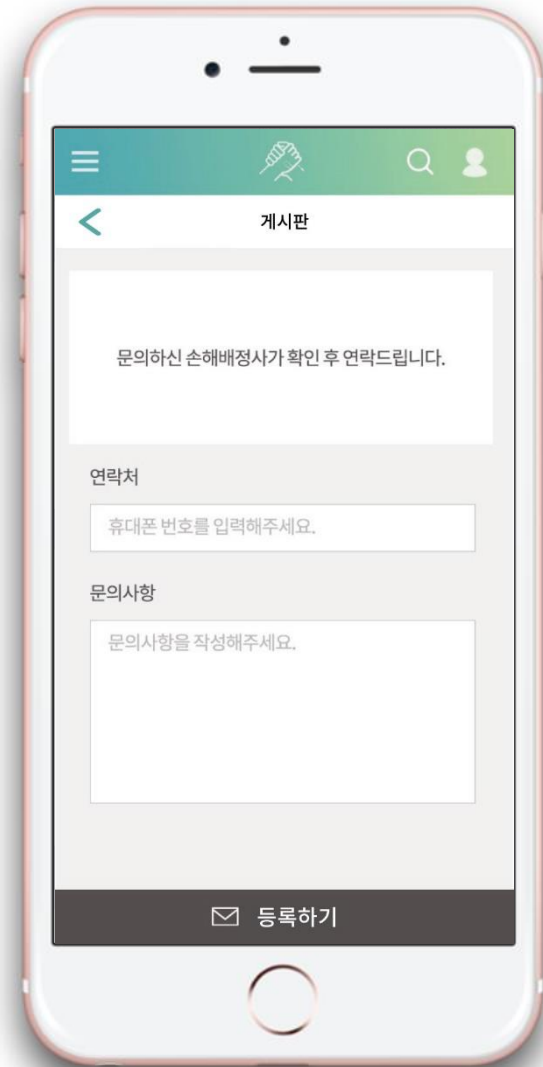 게시판
문의하신 손해배정사가 확인 후 연락드립니다.
연락처
휴대폰 번호를 입력해주세요.
문의사항
문의사항을 작성해주세요.
등록하기